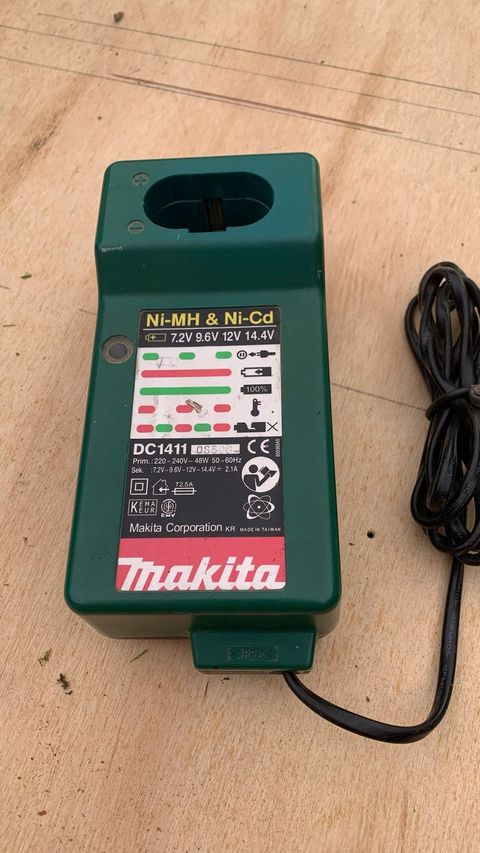 Ni-MH & Ni-Cd
7.2V 9.6V 12V 14.4V
100%
DC1411
CE
Prim.: 220-240V~48W 50-60Hz
Sek. :7.2V-9.6V-12V-14.4V⎓ 2.1A
T2.5A
KEMA
EUR
EMV
Makita Corporation KR MADE IN TAIWAN
makita